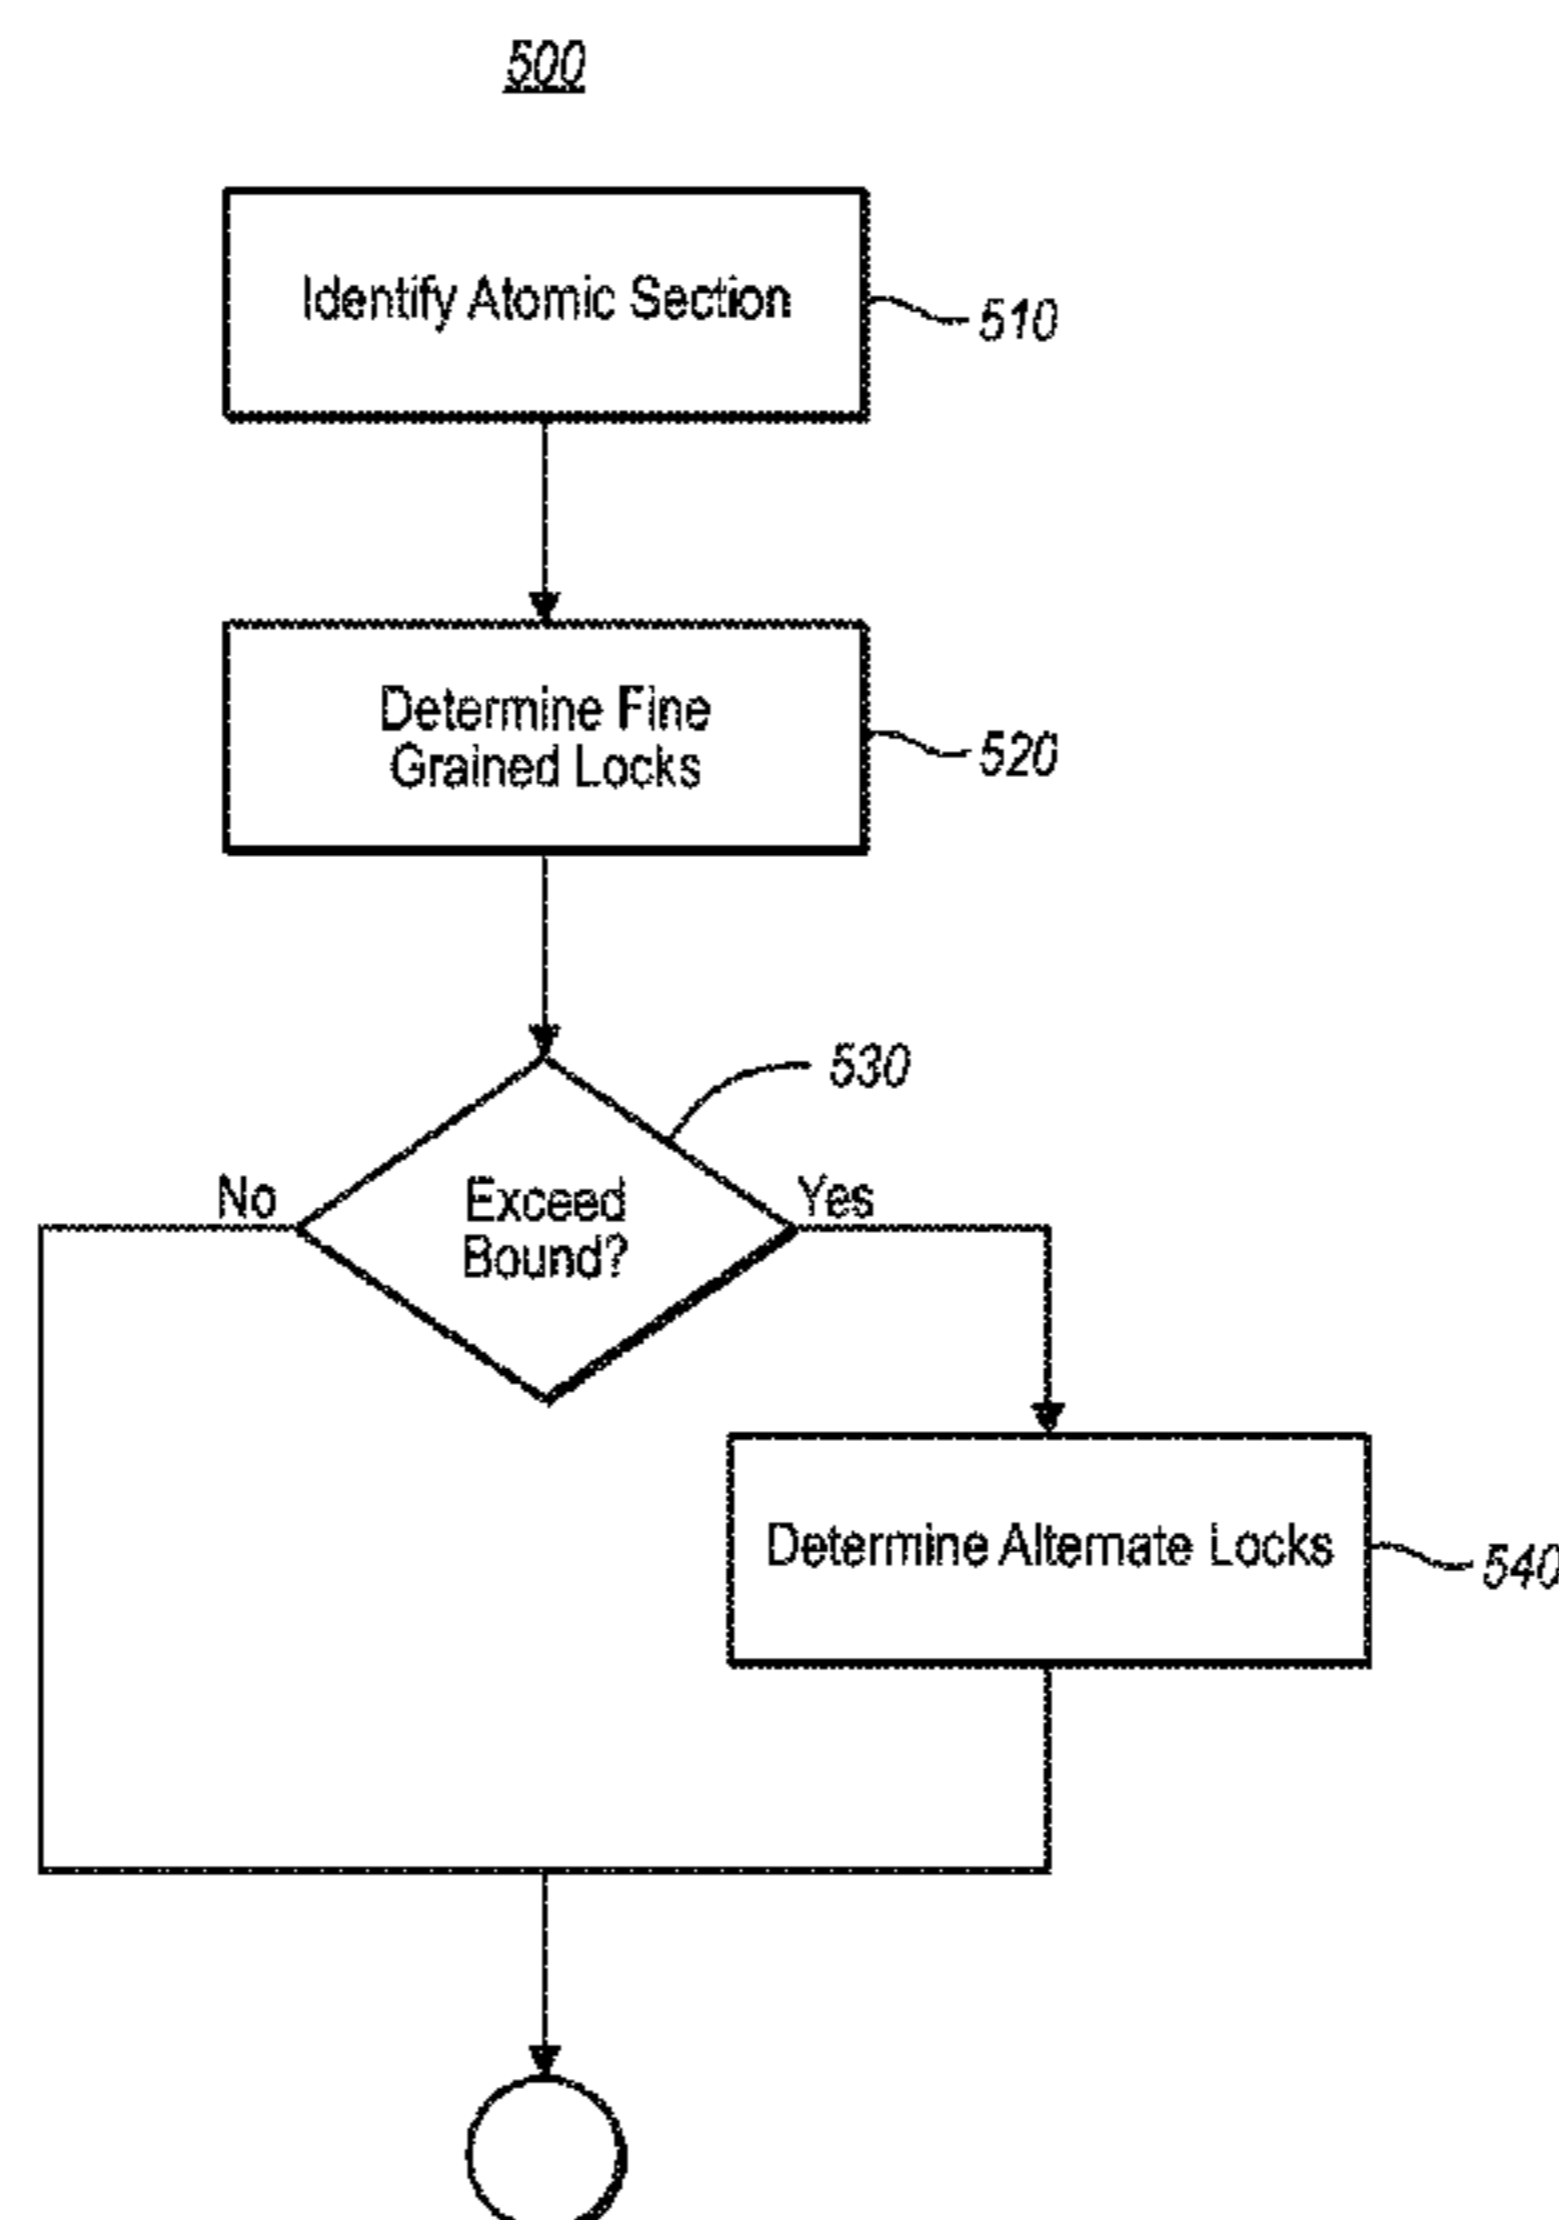 500
Identify Atomic Section
510
Determine Fine
Grained Locks
520
530
No
Exceed
Bound?
Yes
Determine Alternate Locks
540